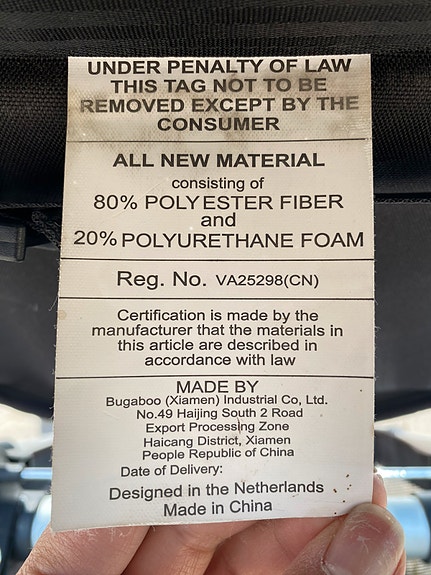 UNDER PENALTY OF LAW
THIS TAG NOT TO BE
REMOVED EXCEPT BY THE
CONSUMER
ALL NEW MATERIAL
consisting of
80% POLYESTER FIBER
and
20% POLYURETHANE FOAM
Reg. No. VA25298(CN)
Certification is made by the
manufacturer that the materials in
this article are described in
accordance with law
MADE BY
Bugaboo (Xiamen) Industrial Co, Ltd.
No.49 Haijing South 2 Road
Export Processing Zone
Haicang District, Xiamen
People Republic of China
Date of Delivery:
Designed in the Netherlands
Made in China